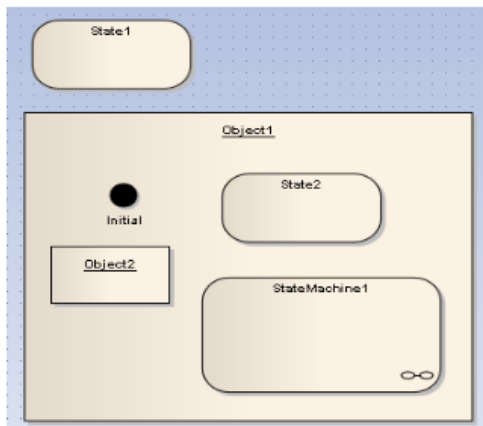 State1
Object1
State2
Initial
Object2
StateMachine1